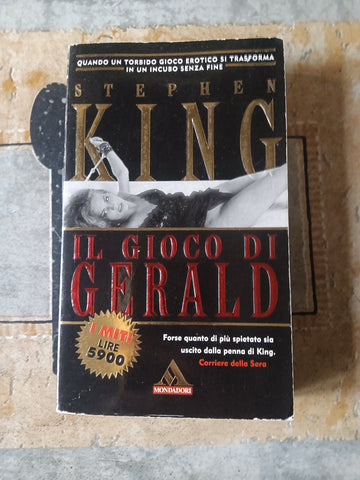 QUANDO UN TORBIDO GIOCO EROTICO SI TRASFORMA
IN UN INCUBO SENZA FINE
STEPHEN
KING
IL GIOCO DI
GERALD
I MITI
LIRE
5900
Forse quanto di più spietato sia
uscito dalla penna di King.
Corriere della Sera
MONDADORI